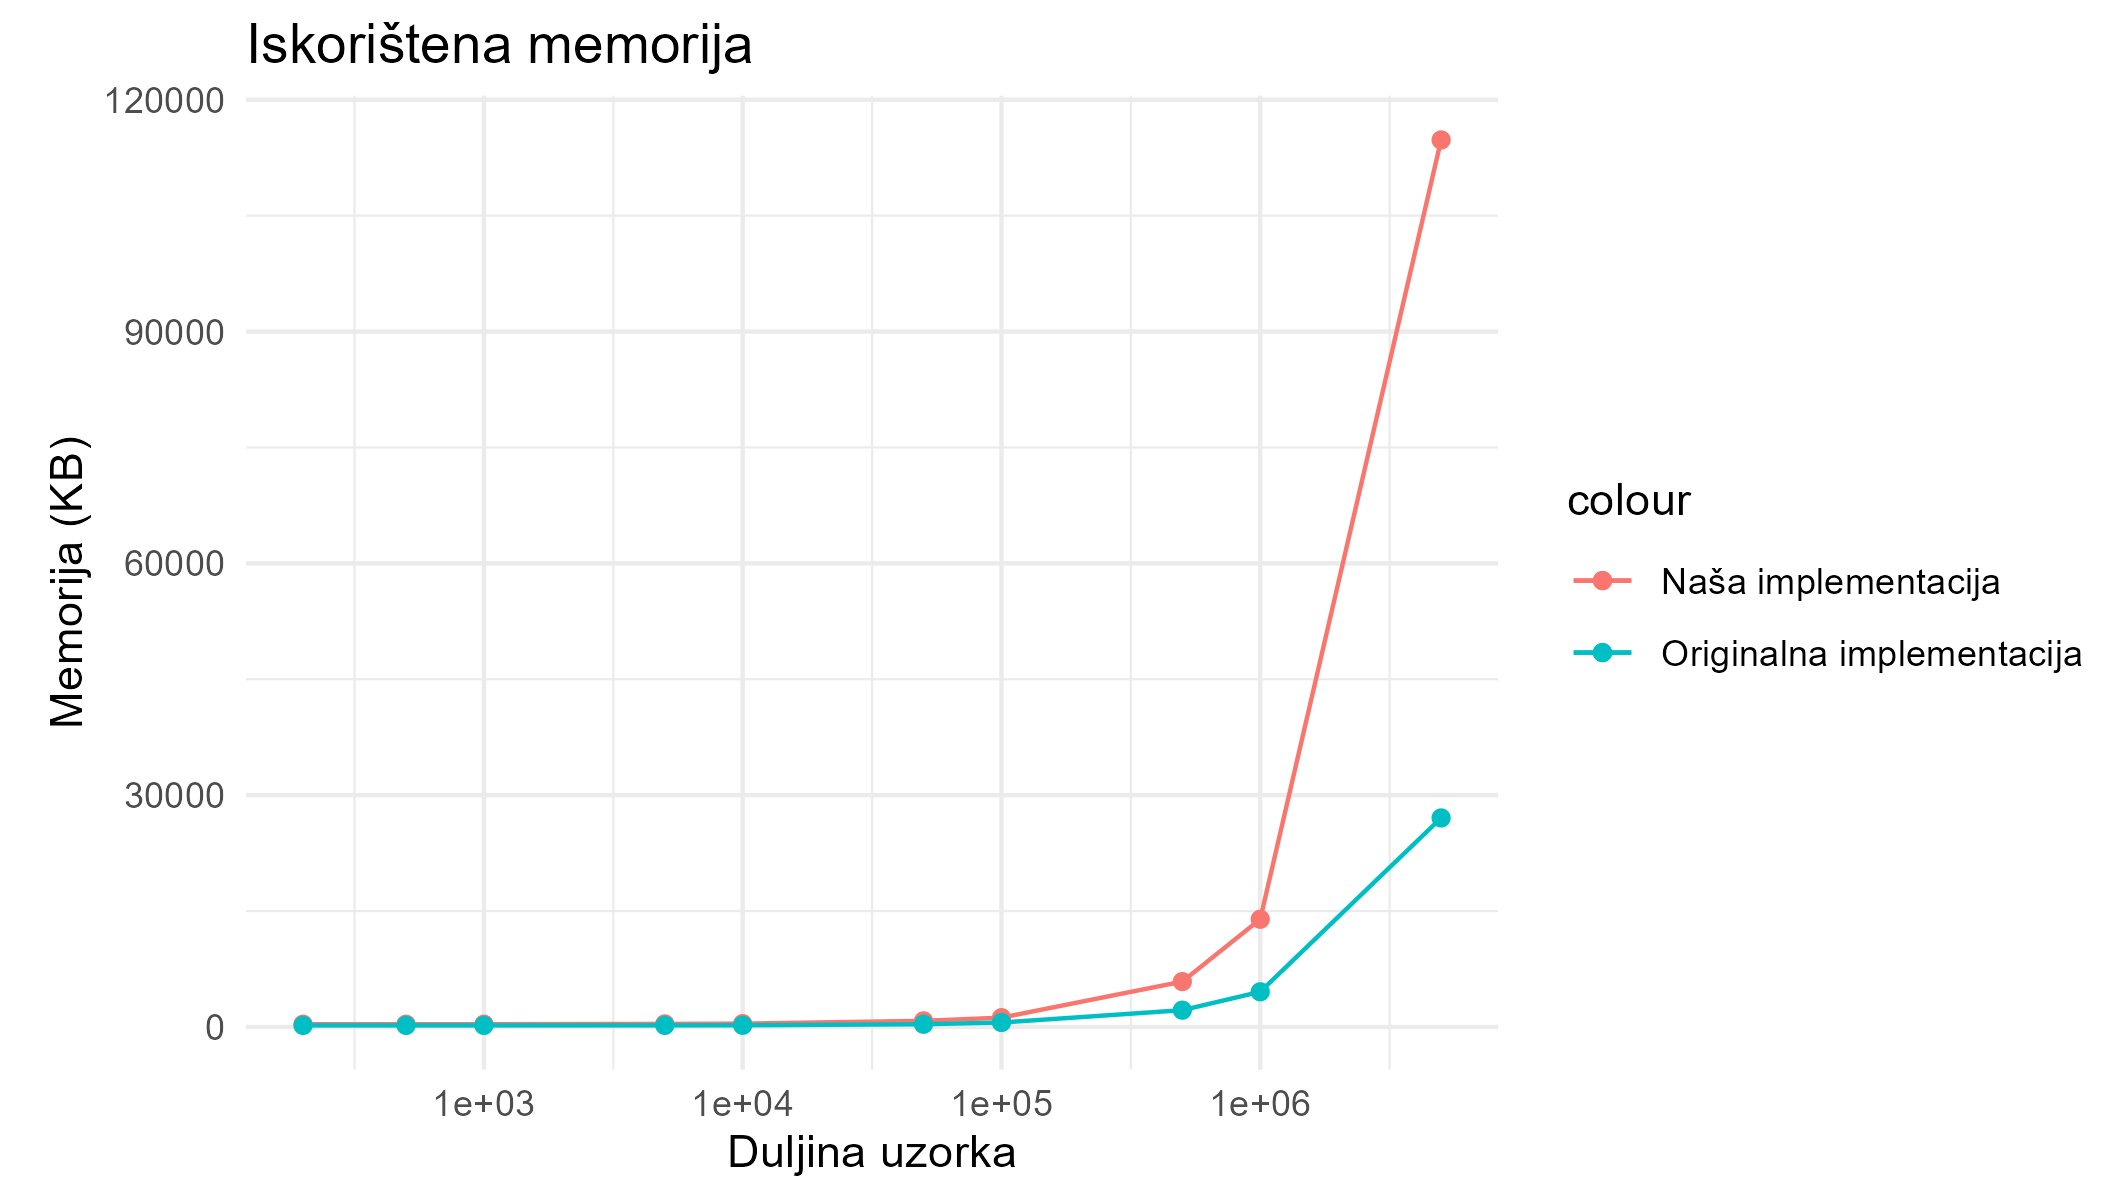 Iskorištena memorija
120000
90000
60000
30000
0
Memorija (KB)
1e+03 1e+04 1e+05 1e+06
Duljina uzorka
colour
Naša implementacija
Originalna implementacija